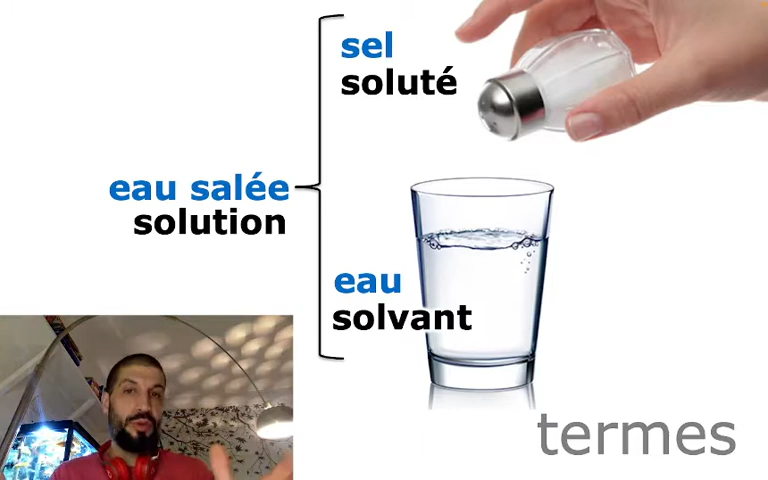 sel
soluté
eau salée
solution
eau
solvant
termes